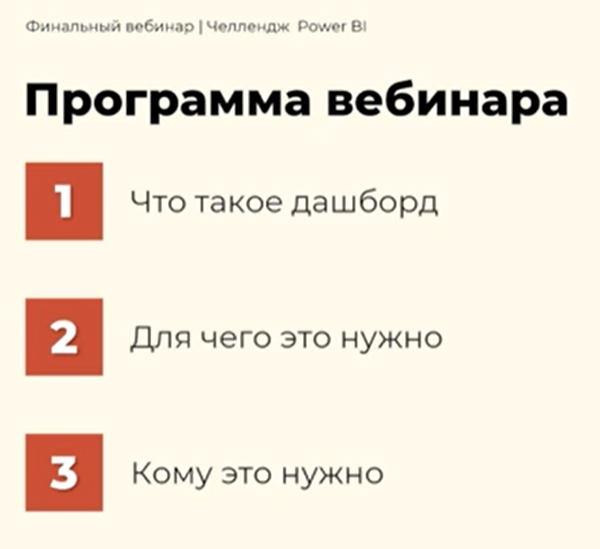 Финальный вебинар | Челлендж Power BI
Программа вебинара
1 Что такое дашборд
2 Для чего это нужно
3 Кому это нужно